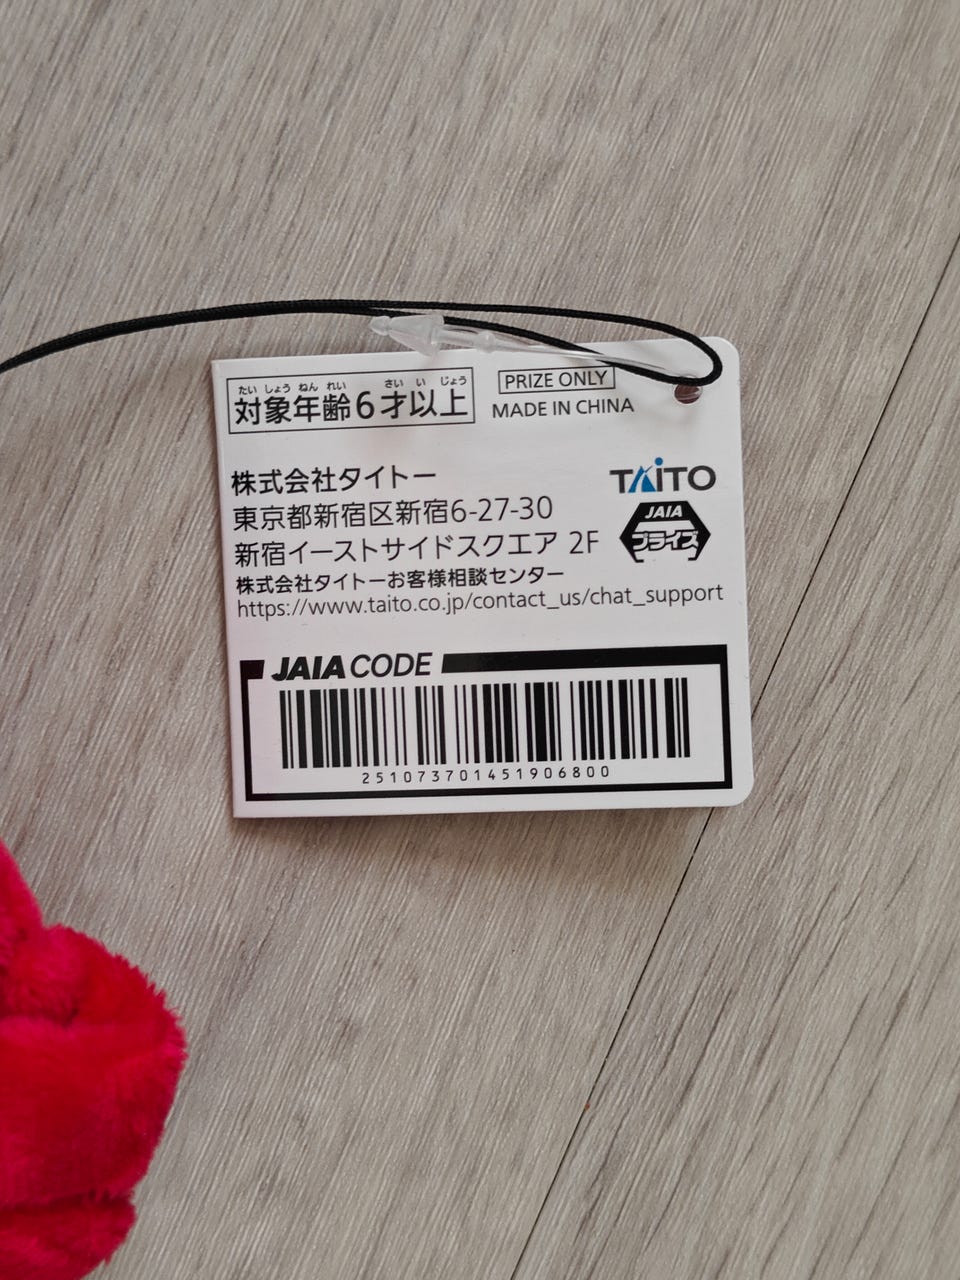 たいしょう ねんれい さい い じょう
対象年齢6才以上
PRIZE ONLY
MADE IN CHINA
株式会社タイトー
TAITO
東京都新宿区新宿6-27-30
新宿イーストサイドスクエア 2F
JAIA
プライズ
株式会社タイトーお客様相談センター
https://www.taito.co.jp/contact_us/chat_support
JAIA CODE
2510737014519068​00